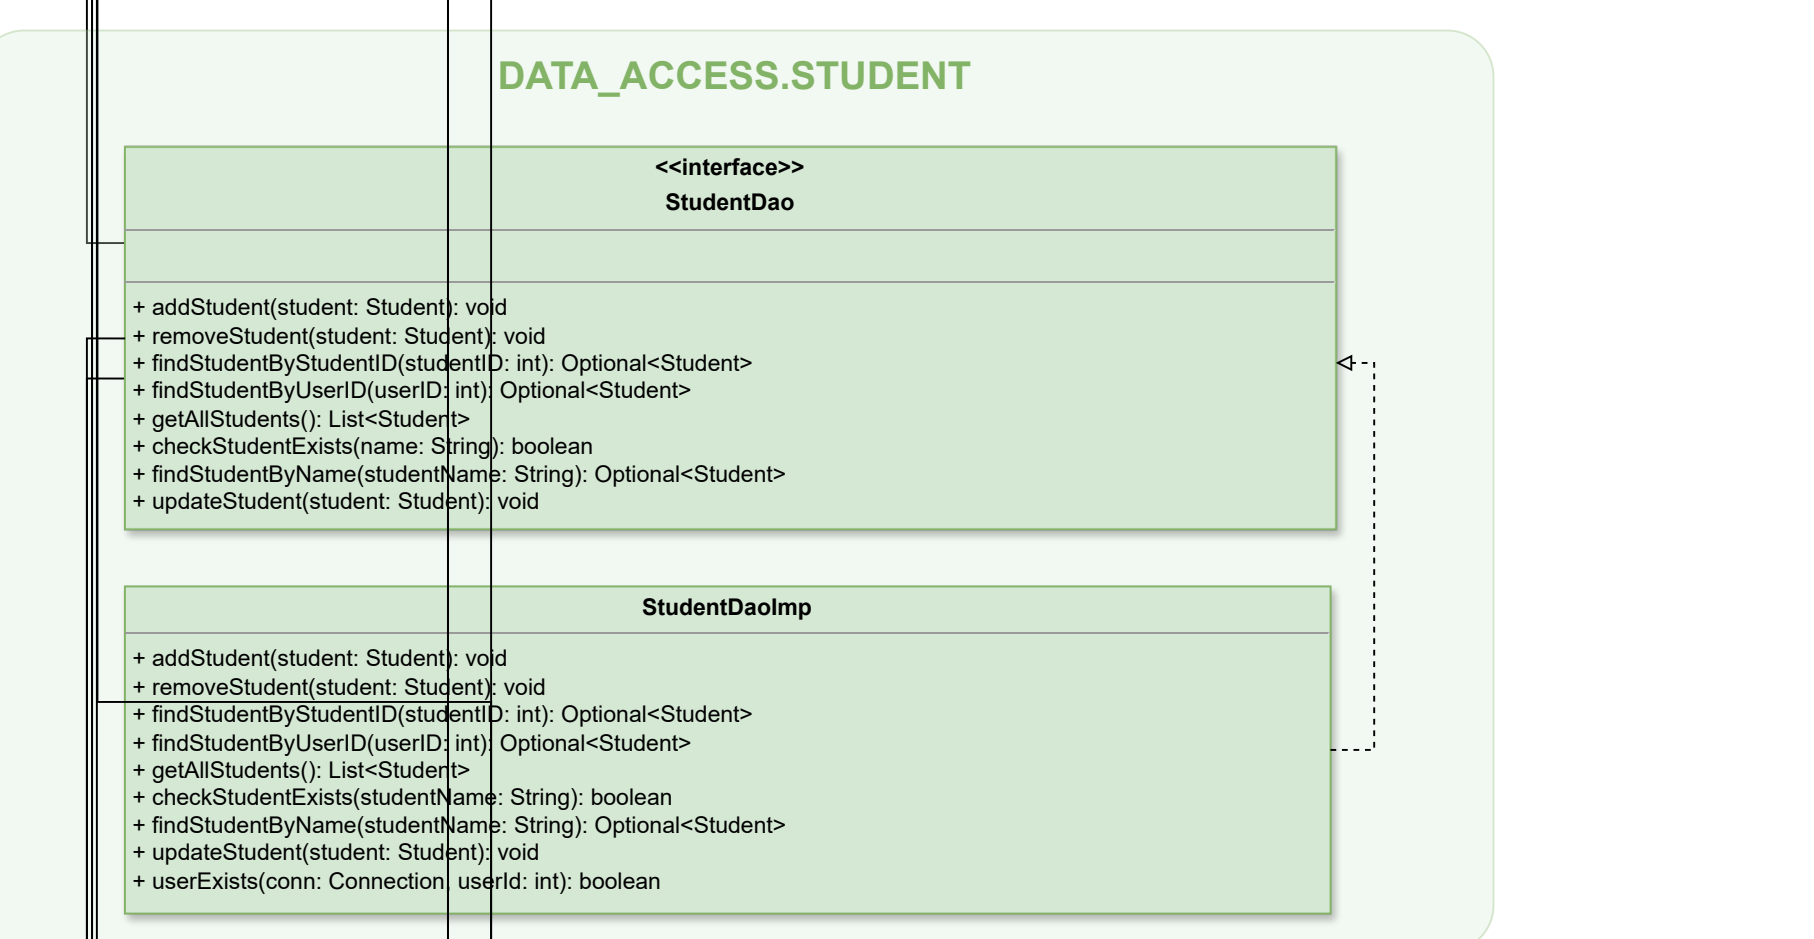 DATA_ACCESS.STUDENT
<<interface>>
StudentDao
+ addStudent(student: Student): void
+ removeStudent(student: Student): void
+ findStudentByStudentID(studentID: int): Optional<Student>
+ findStudentByUserID(userID: int): Optional<Student>
+ getAllStudents(): List<Student>
+ checkStudentExists(name: String): boolean
+ findStudentByName(studentName: String): Optional<Student>
+ updateStudent(student: Student): void
StudentDaoImp
+ addStudent(student: Student): void
+ removeStudent(student: Student): void
+ findStudentByStudentID(studentID: int): Optional<Student>
+ findStudentByUserID(userID: int): Optional<Student>
+ getAllStudents(): List<Student>
+ checkStudentExists(studentName: String): boolean
+ findStudentByName(studentName: String): Optional<Student>
+ updateStudent(student: Student): void
+ userExists(conn: Connection, userId: int): boolean